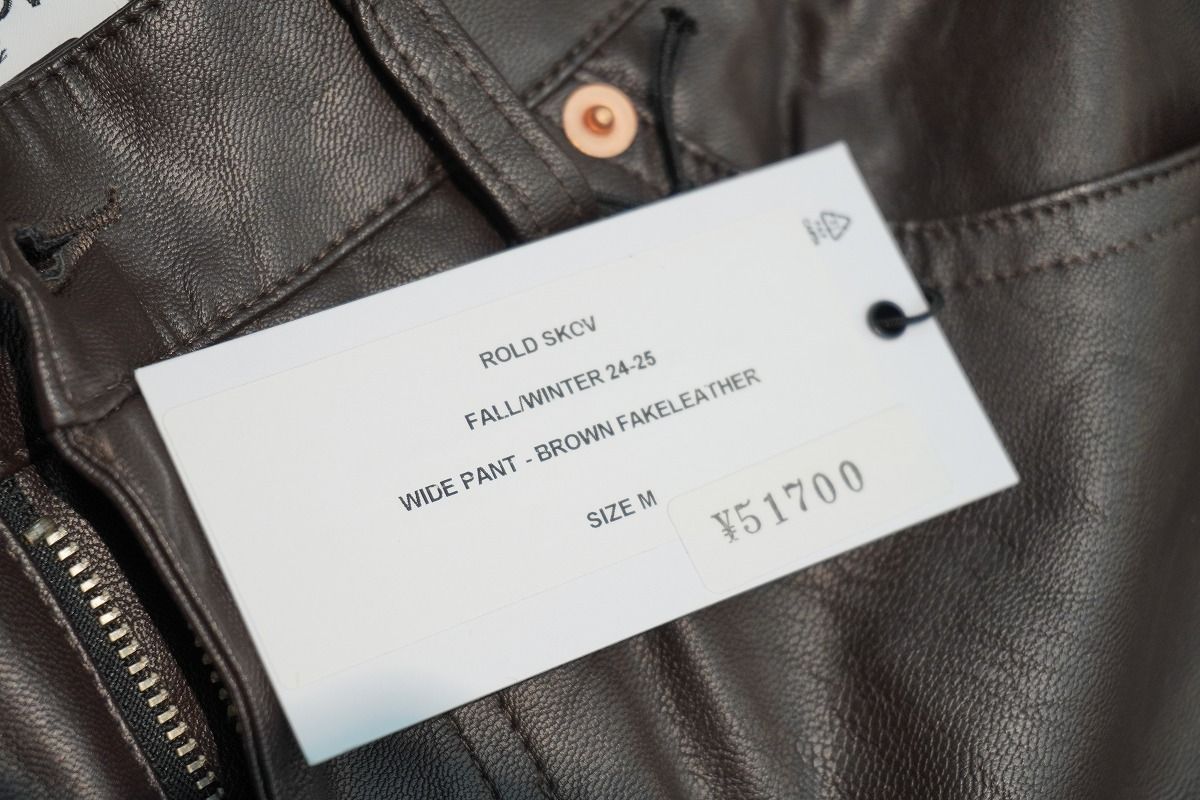 ROLD SKOV
FALL/WINTER 24-25
WIDE PANT - BROWN FAKELEATHER
SIZE M
¥51700